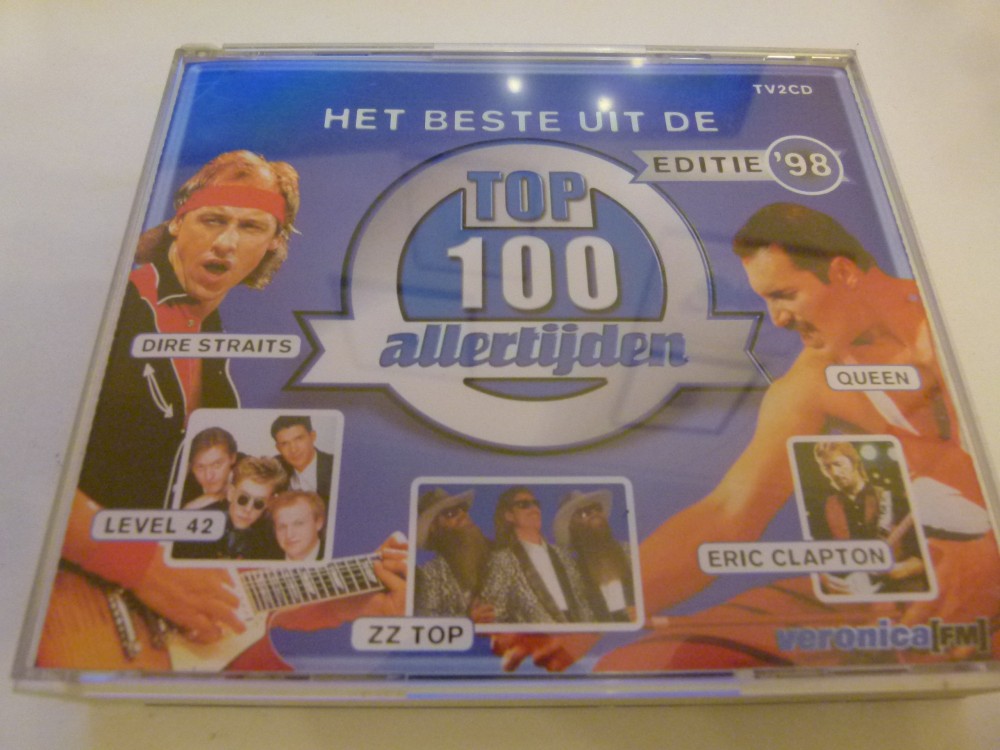 TV2CD
HET BESTE UIT DE
EDITIE '98
TOP
100
allertijden
DIRE STRAITS
QUEEN
LEVEL 42
ERIC CLAPTON
ZZ TOP
veronica[FM]